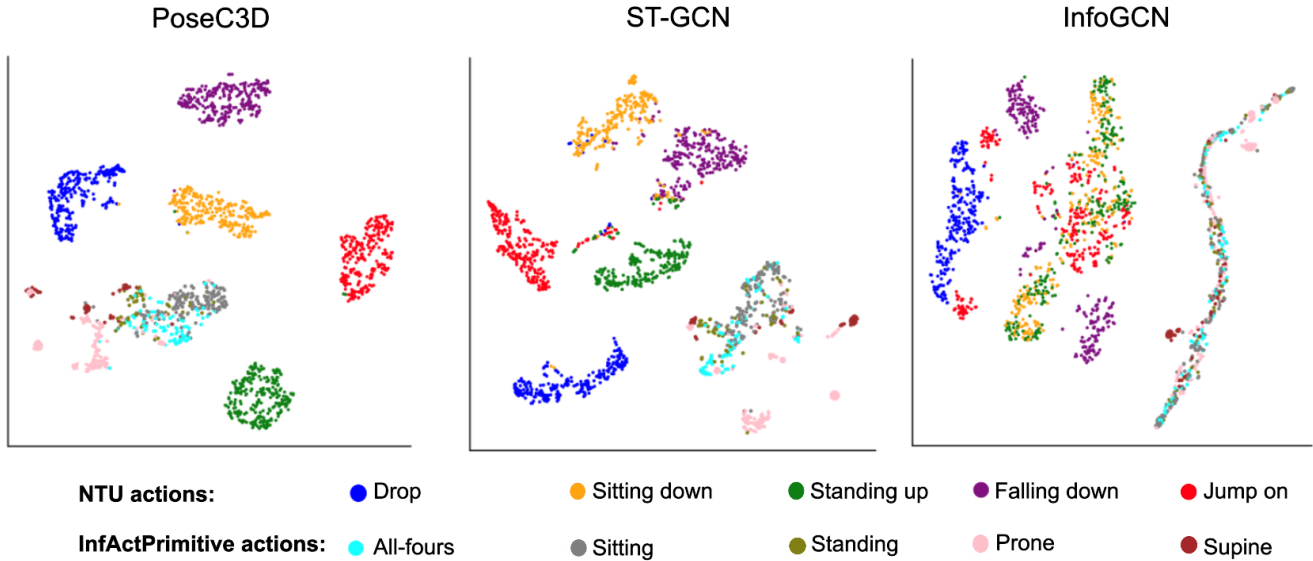 PoseC3D ST-GCN InfoGCN
NTU actions: Drop Sitting down Standing up Falling down Jump on
InfActPrimitive actions: All-fours Sitting Standing Prone Supine